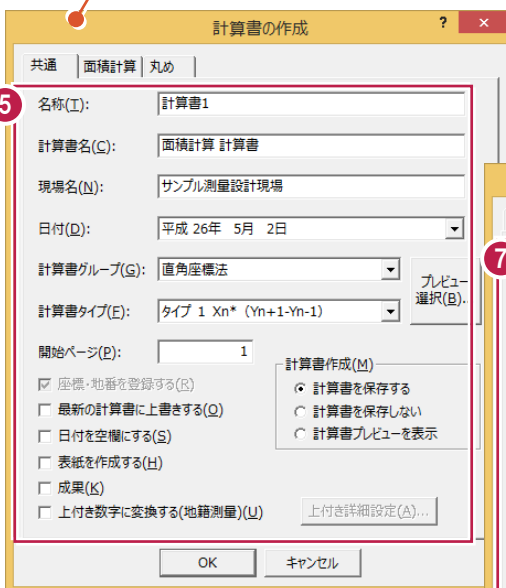 計算書の作成 ? ×
共通 面積計算 丸め
5
名称(T): 計算書1
計算書名(C): 面積計算 計算書
現場名(N): サンプル測量設計現場
日付(D): 平成 26年 5月 2日
7
計算書グループ(G): 直角座標法
プレビュー
選択(B)..
計算書タイプ(F): タイプ 1 Xn* (Yn+1-Yn-1)
開始ページ(P): 1
計算書作成(M)
座標・地番を登録する(R)
計算書を保存する
最新の計算書に上書きする(O)
計算書を保存しない
日付を空欄にする(S)
計算書プレビューを表示
表紙を作成する(H)
成果(K)
上付き数字に変換する(地籍測量)(U)
上付き詳細設定(A)...
OK キャンセル